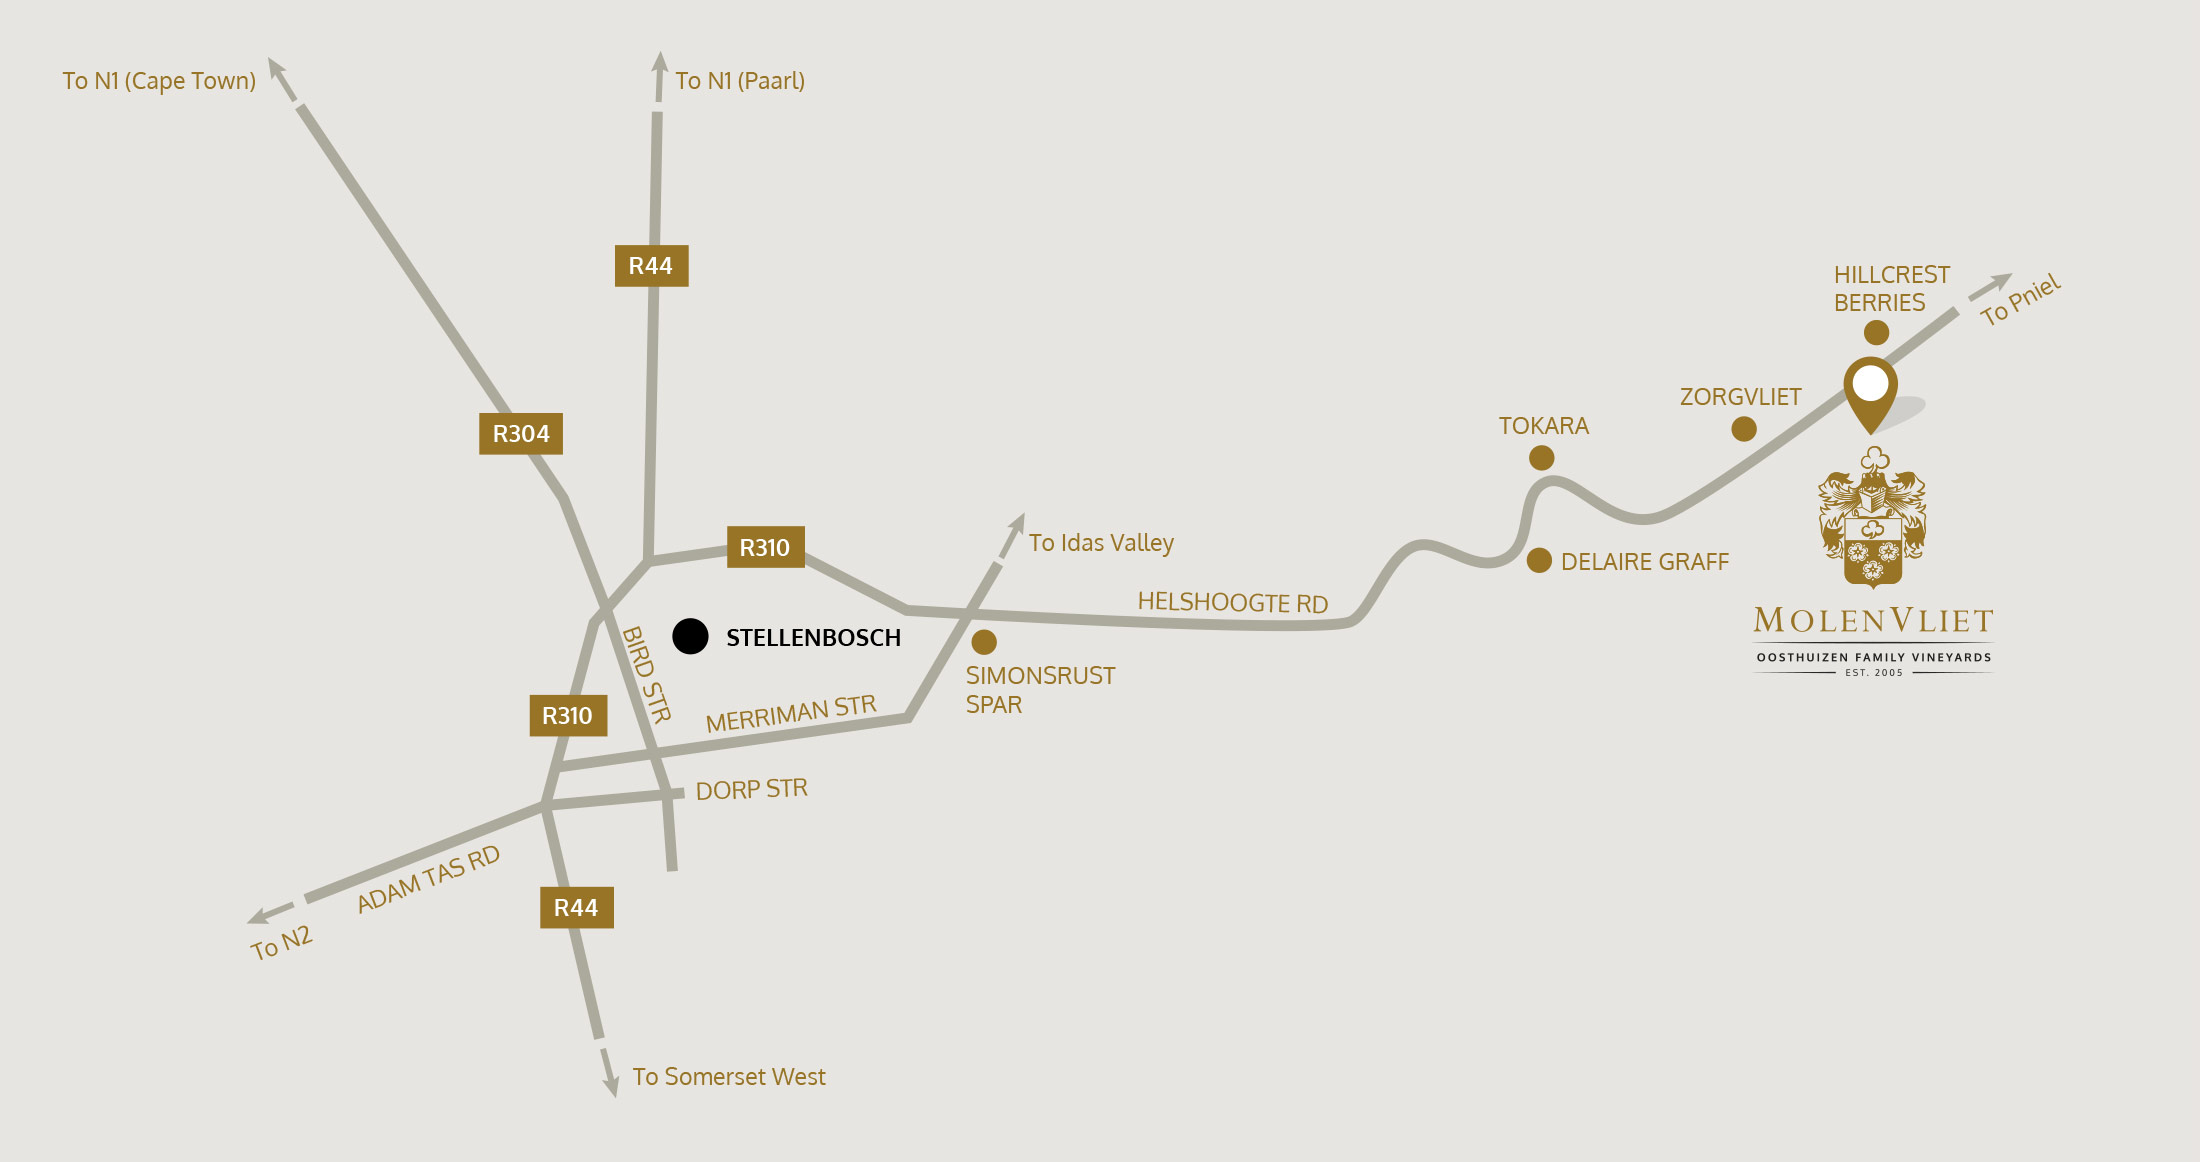 To N1 (Cape Town)
To N1 (Paarl)
R44
HILLCREST
BERRIES
To Pniel
ZORGVLIET
TOKARA
R304
R310
To Idas Valley
DELAIRE GRAFF
HELSHOOGTE RD
MOLENVLIET
OOSTHUIZEN FAMILY VINEYARDS
EST. 2005
BIRD STR
STELLENBOSCH
SIMONSRUST
SPAR
R310
MERRIMAN STR
DORP STR
ADAM TAS RD
R44
To N2
To Somerset West